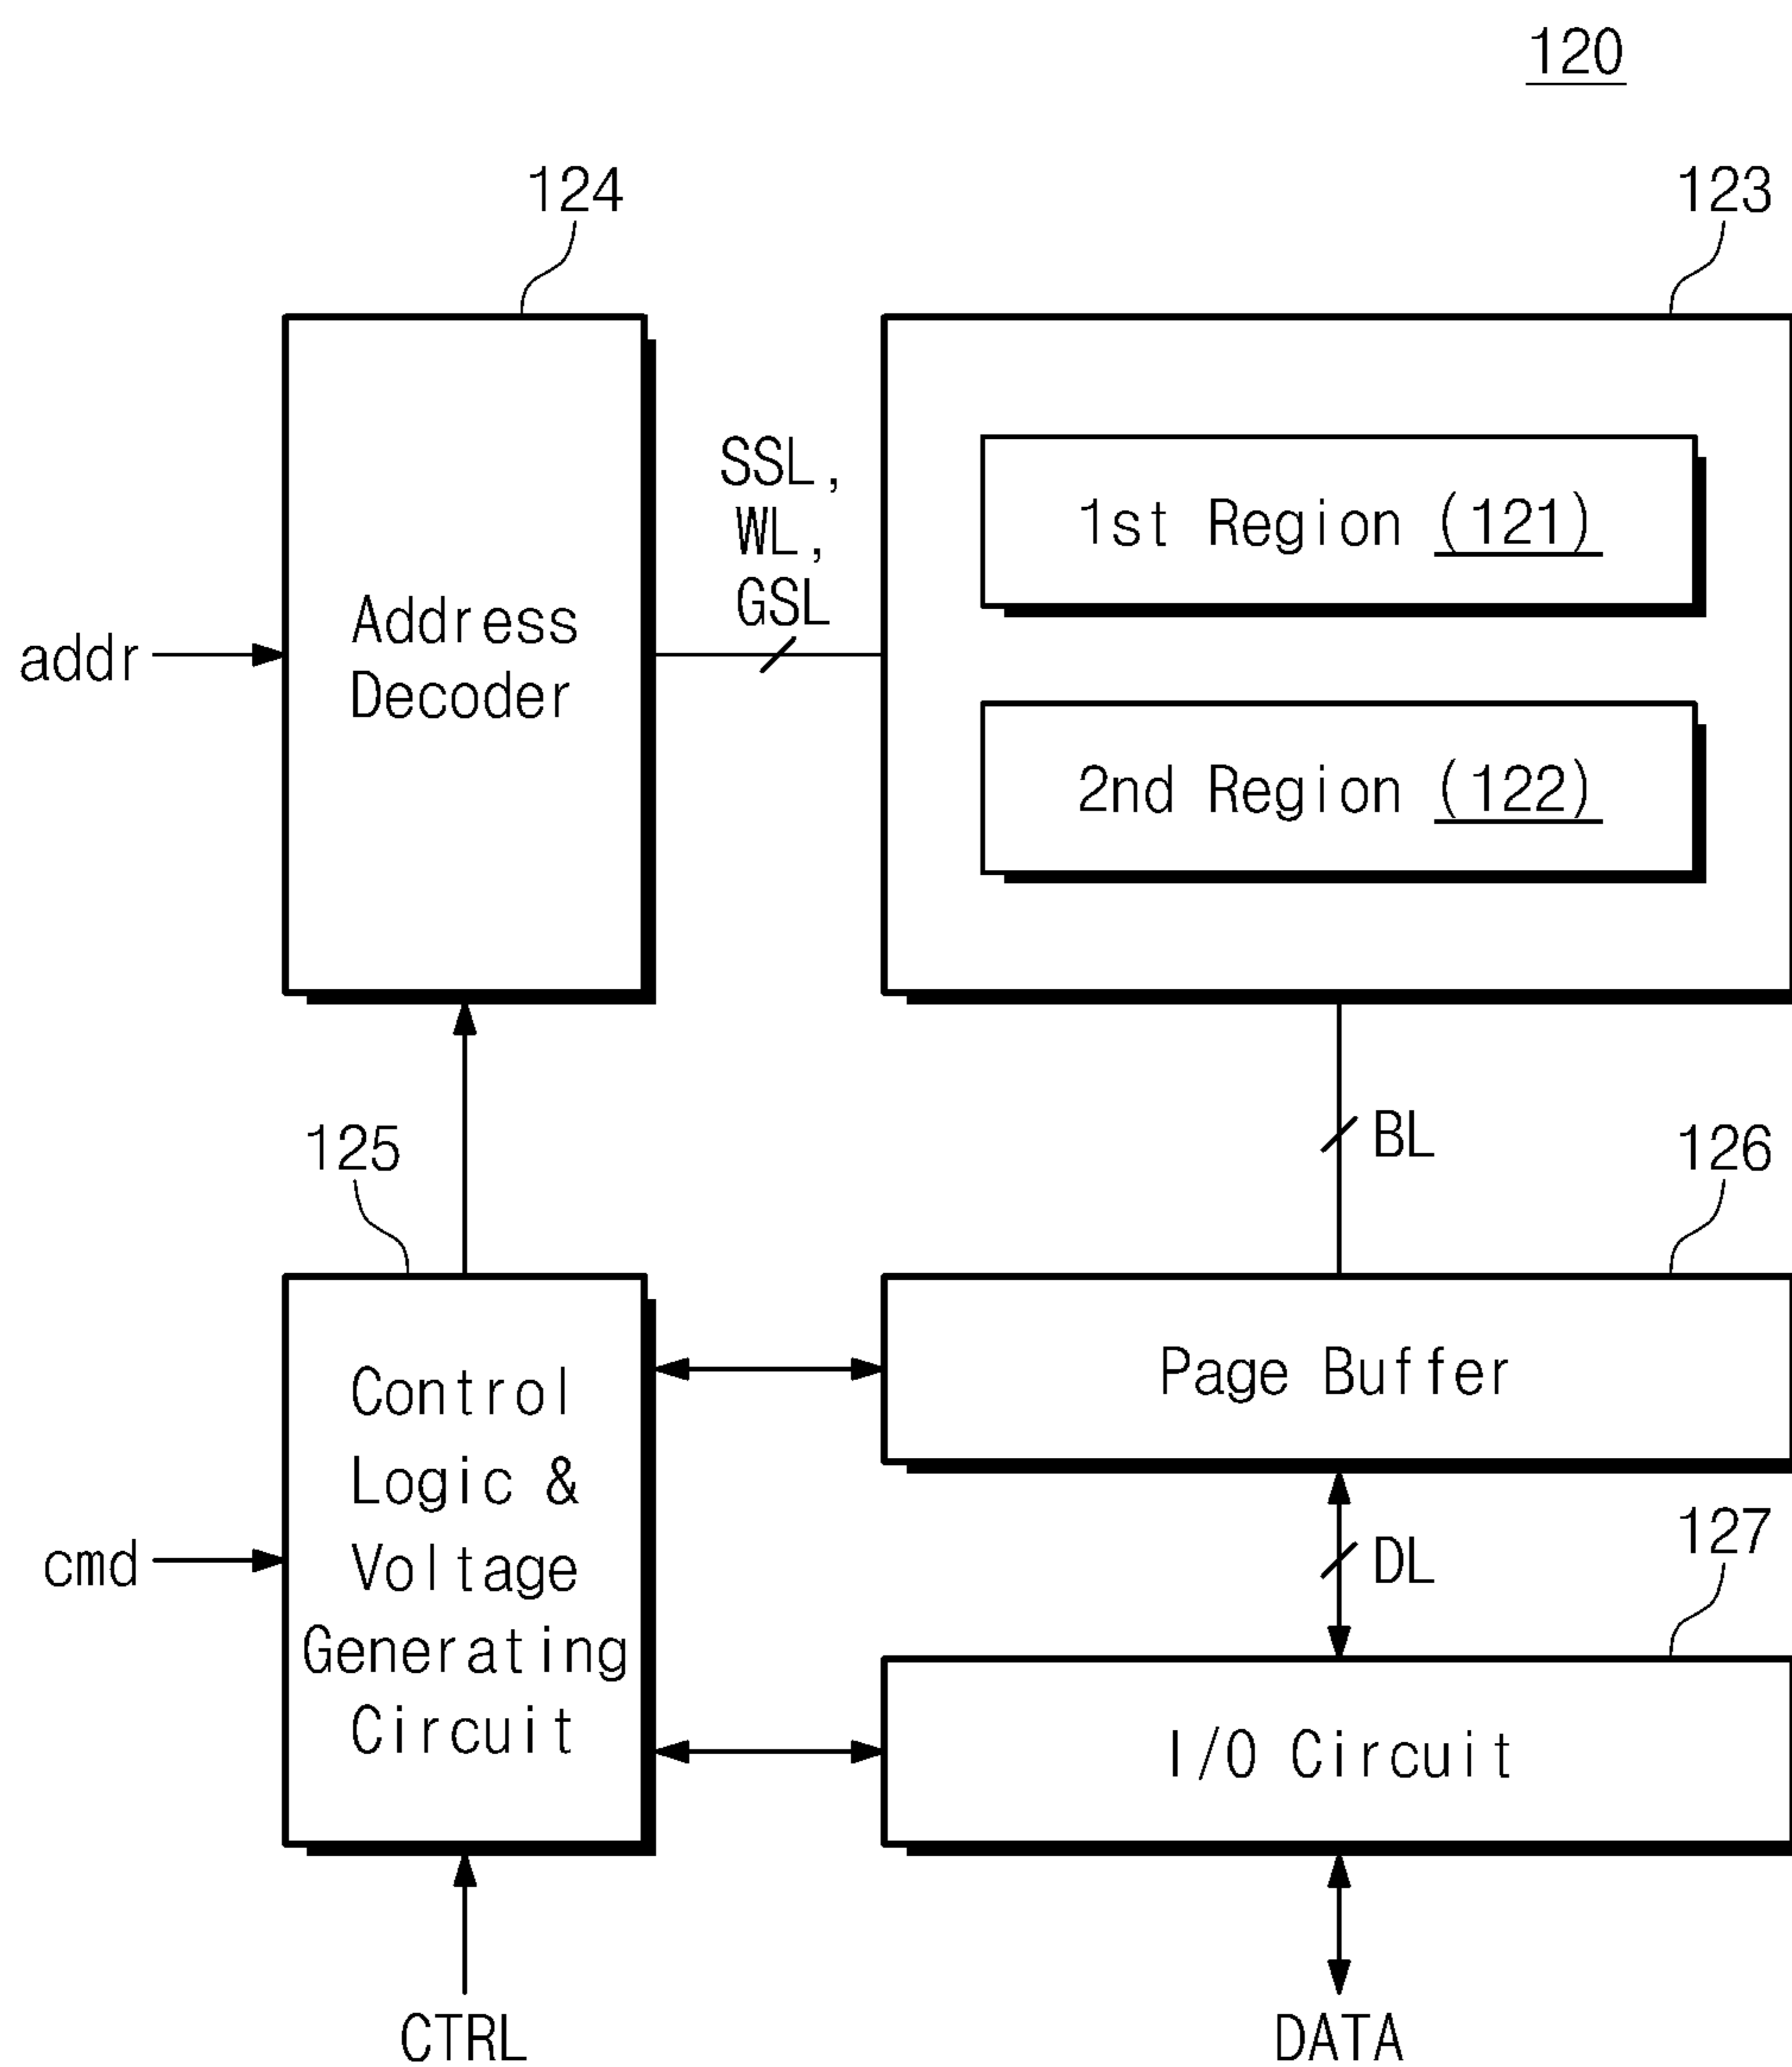 120
124
123
SSL,
WL,
GSL
1st Region (121)
addr
Address
Decoder
2nd Region (122)
125
BL
126
Control
Logic &
Voltage
Generating
Circuit
Page Buffer
cmd
DL
127
I/O Circuit
CTRL
DATA